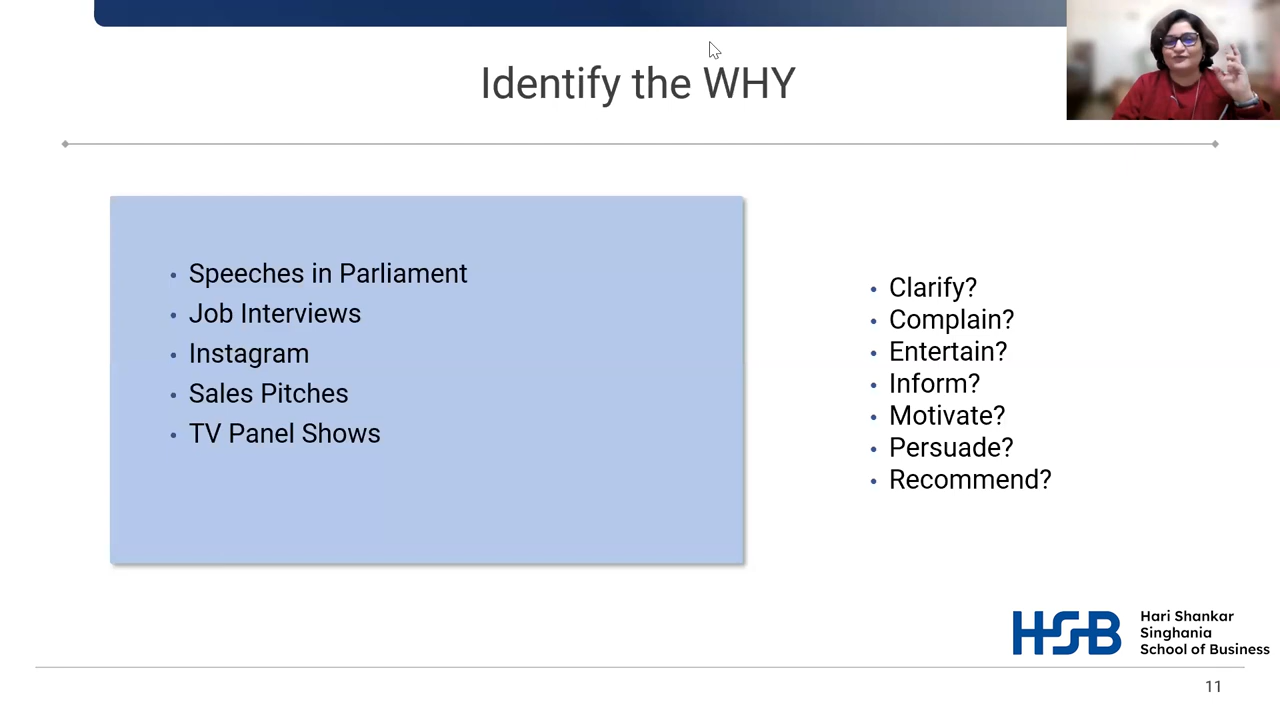 Identify the WHY
• Speeches in Parliament
• Job Interviews
• Instagram
• Sales Pitches
• TV Panel Shows
• Clarify?
• Complain?
• Entertain?
• Inform?
• Motivate?
• Persuade?
• Recommend?
HSB
Hari Shankar
Singhania
School of Business
11